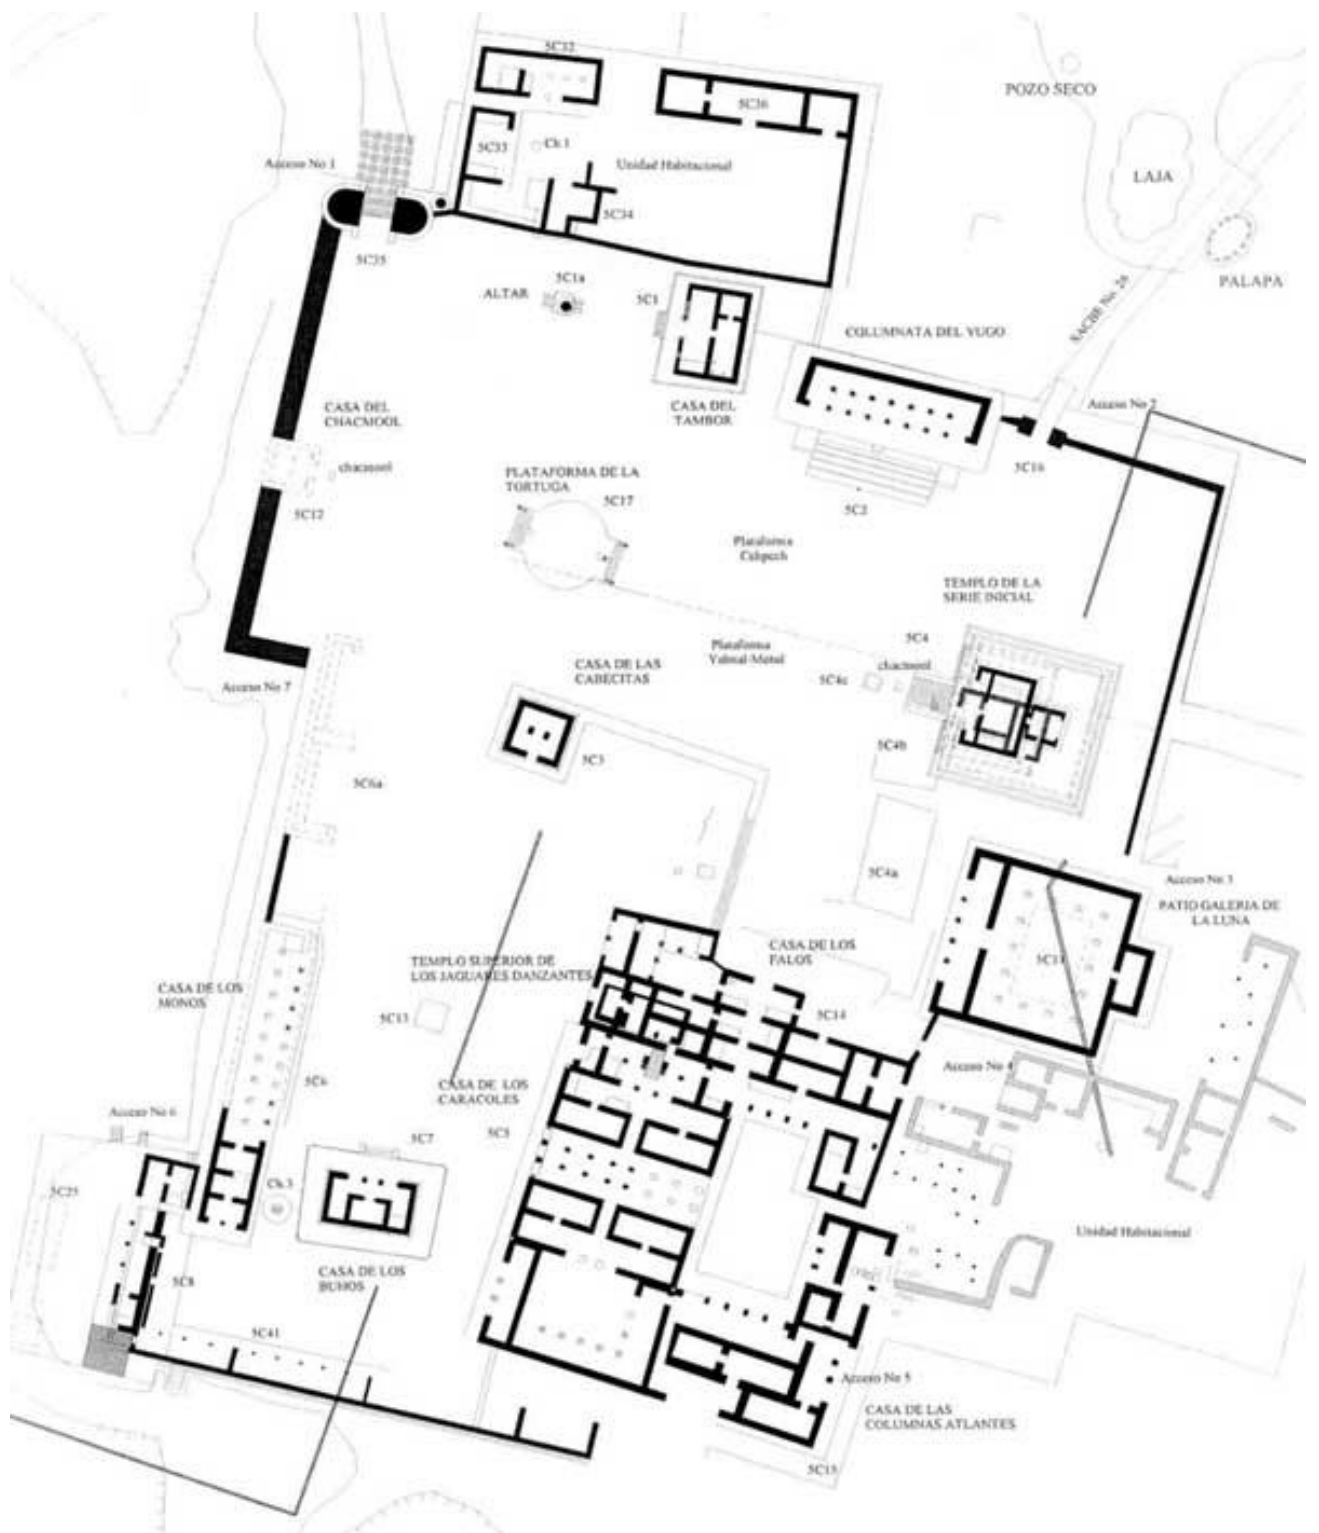 5C32
POZO SECO
5C36
Acceso No 1
5C33
Ch.1
Unidad Habitacional
LAJA
5C34
5C35
5C1a
ALTAR
5C1
PALAPA
SACBE No. 28
COLUMNATA DEL YUGO
CASA DEL
CHACMOOL
CASA DEL
TAMBOR
Acceso No 2
chacmool
PLATAFORMA DE LA
TORTUGA
5C16
5C17
5C12
5C2
Plataforma
TEMPLO DE LA
SERIE INICIAL
5C4
Plataforma
CASA DE LAS
CABECITAS
chacmool
5C4c
Acceso No 7
5C4b
5C3
5C6a
5C4a
Acceso No 3
PATIO GALERIA DE
LA LUNA
CASA DE LOS
FALOS
TEMPLO SUPERIOR DE
LOS JAGUARES DANZANTES
5C11
CASA DE LOS
MONOS
5C13
5C14
Acceso No 4
5C6
CASA DE LOS
CARACOLES
Acceso No 6
5C7
5C5
Ch.3
5C25
Unidad Habitacional
CASA DE LOS
BUHOS
5C8
5C41
Acceso No 5
CASA DE LAS
COLUMNAS ATLANTES
5C15